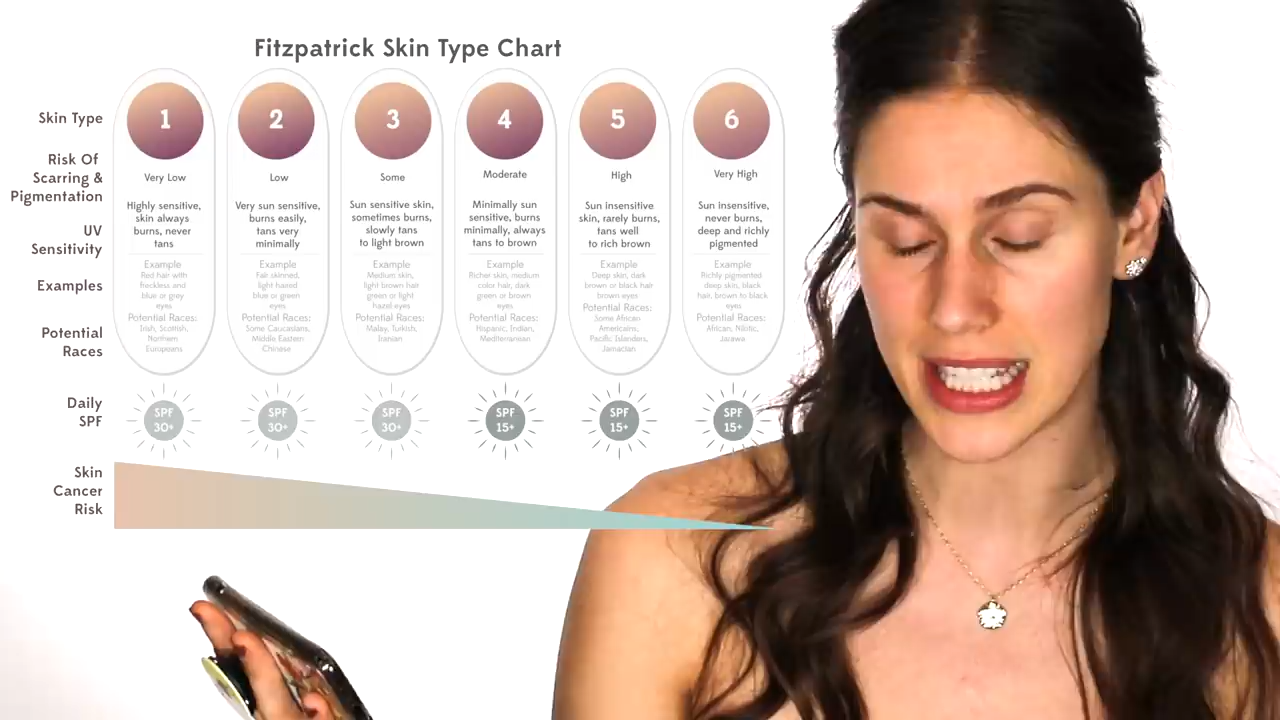 Fitzpatrick Skin Type Chart
Skin Type
1
2
3
4
5
6
Risk Of
Scarring &
Pigmentation
Very Low
Low
Some
Moderate
High
Very High
UV
Sensitivity
Highly sensitive,
skin always
burns, never
tans
Very sun sensitive,
burns easily,
tans very
minimally
Sun sensitive skin,
sometimes burns,
slowly tans
to light brown
Minimally sun
sensitive, burns
minimally, always
tans to brown
Sun insensitive
skin, rarely burns,
tans well
to rich brown
Sun insensitive,
never burns,
deep and richly
pigmented
Examples
Example
Red hair with
freckless and
blue or grey
eyes
Example
Fair skinned,
light haired
blue or green
eyes
Example
Medium skin,
light brown hair
green or light
hazel eyes
Example
Richer skin, medium
color hair, dark
green or brown
eyes
Example
Deep skin, dark
brown or black hair
brown eyes
Example
Richly pigmented
deep skin, black
hair, brown to black
eyes
Potential
Races
Potential Races:
Irish, Scottish,
Northern
Europeans
Potential Races:
Some Caucasians,
Middle Eastern
Chinese
Potential Races:
Malay, Turkish,
Iranian
Potential Races:
Hispanic, Indian,
Mediterranean
Potential Races:
Some African
Americains,
Pacific Islanders,
Jamacian
Potential Races:
African, Nilitic,
Jarawa
Daily
SPF
SPF
30+
SPF
30+
SPF
30+
SPF
15+
SPF
15+
SPF
15+
Skin
Cancer
Risk